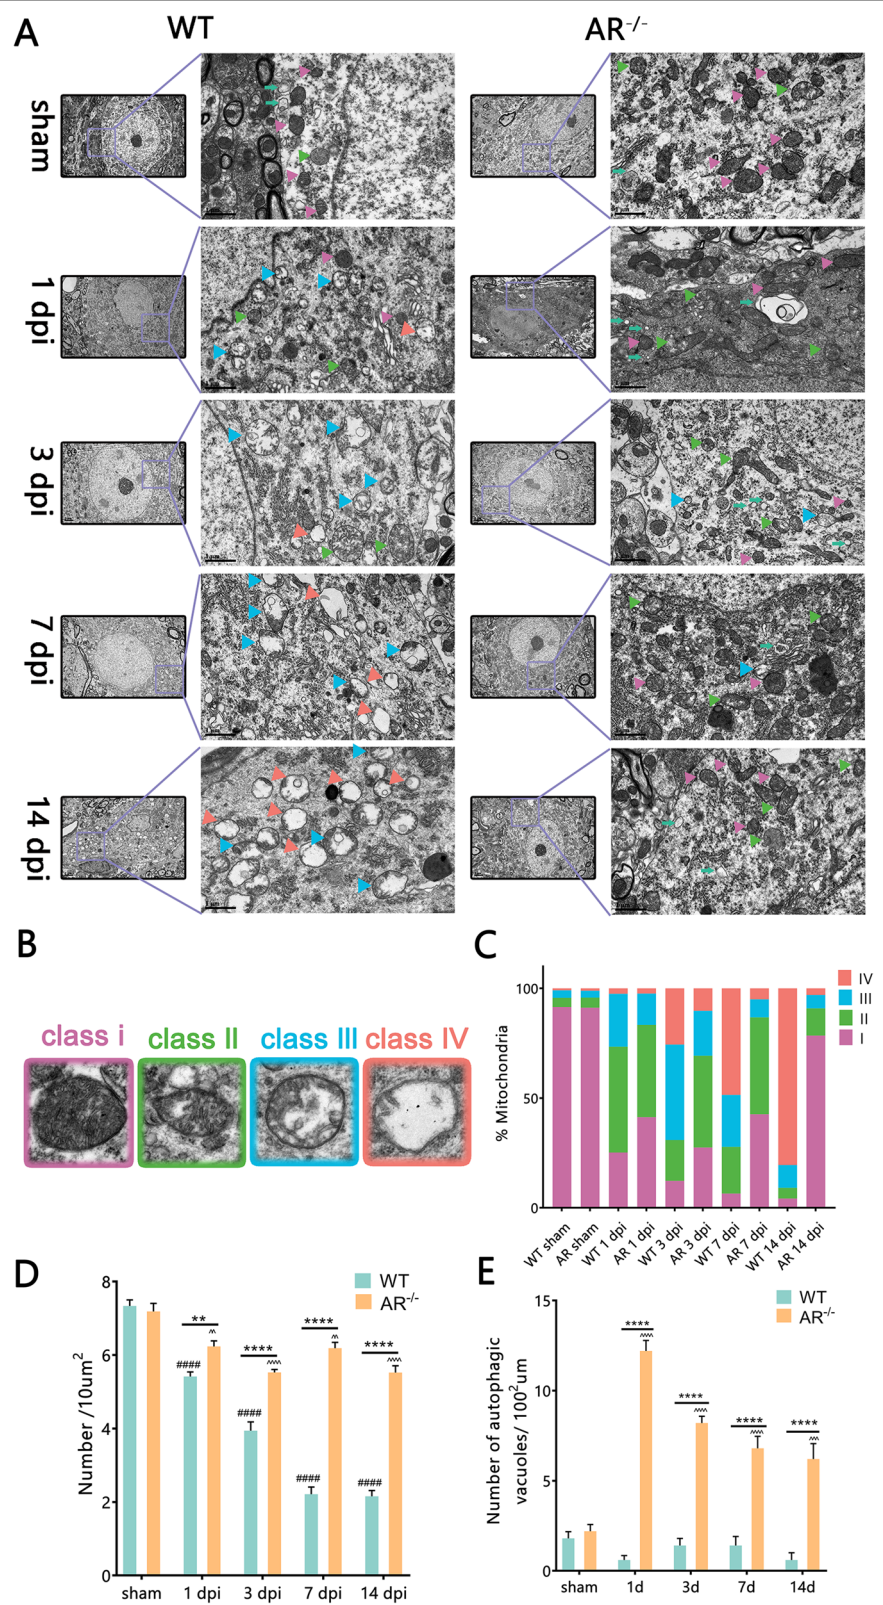 A
WT
AR-/-
sham
1 dpi
3 dpi
7 dpi
14 dpi
B
class i
class II
class III
class IV
C
% Mitochondria
100
50
0
IV
III
II
I
WT sham
AR sham
WT 1 dpi
AR 1 dpi
WT 3 dpi
AR 3 dpi
WT 7 dpi
AR 7 dpi
WT 14 dpi
AR 14 dpi
D
WT
AR-/-
Number /10um2
8
6
4
2
0
####
**
^^
####
****
^^^^
####
****
^^
####
****
^^^^
sham
1 dpi
3 dpi
7 dpi
14 dpi
E
WT
AR-/-
Number of autophagic
vacuoles/ 1002um
15
10
5
0
****
^^^^
****
^^^^
****
^^^^
****
^^^
sham
1d
3d
7d
14d